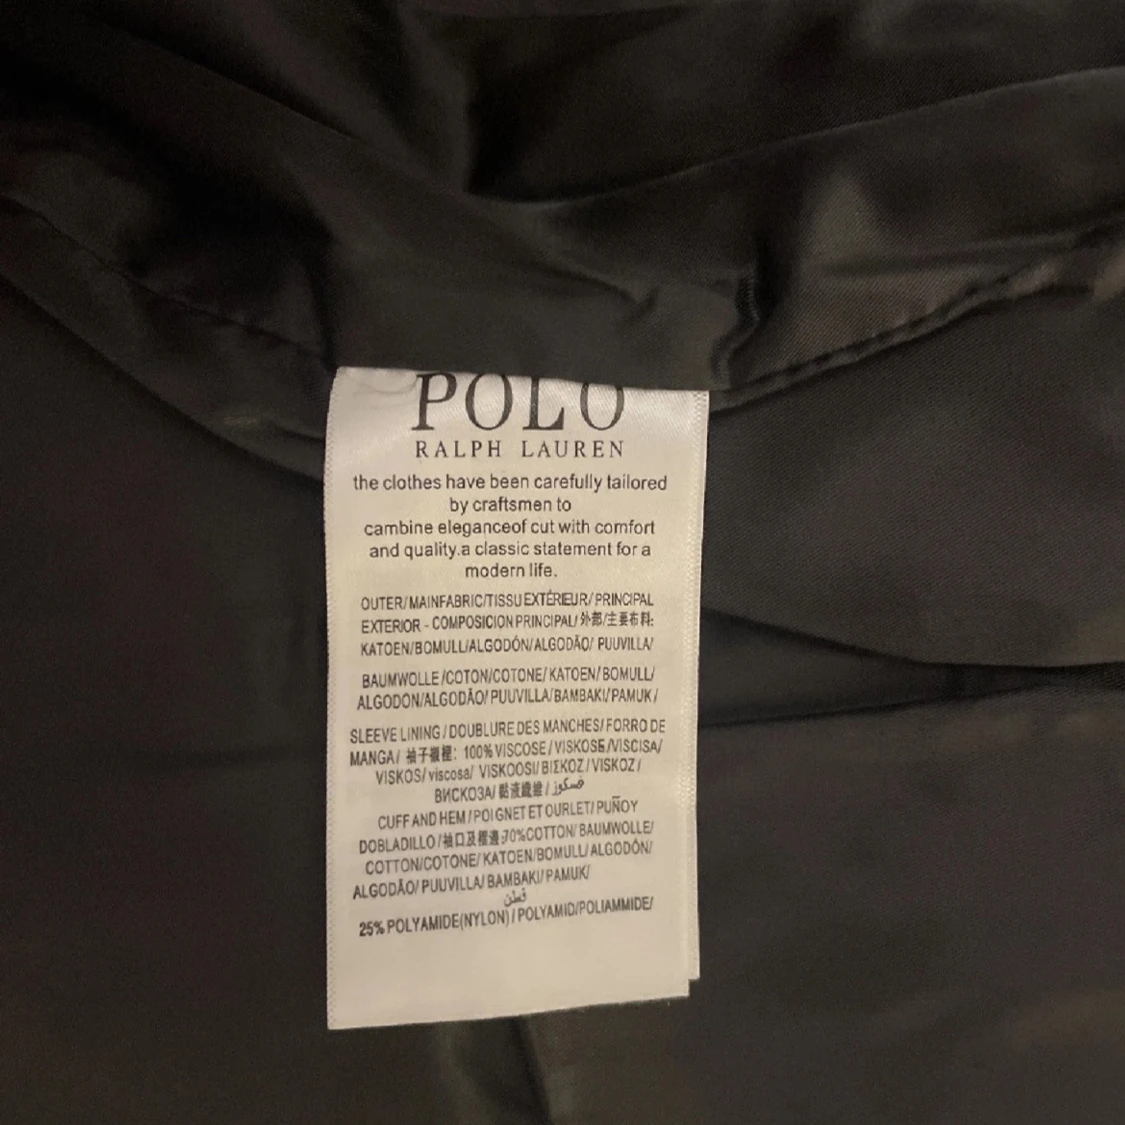 POLO
RALPH LAUREN
the clothes have been carefully tailored
by craftsmen to
cambine eleganceof cut with comfort
and quality.a classic statement for a
modern life.
OUTER/MAINFABRIC/TISSU EXTÉRIEUR/PRINCIPAL
EXTERIOR - COMPOSICION PRINCIPAL/ 外部/主要布料:
KATOEN/BOMULL/ALGODÓN/ALGODÃO/ PUUVILLA/
BAUMWOLLE/COTON/COTONE/ KATOEN/BOMULL/
ALGODON/ALGODÃO/ PUUVILLA/BAMBAKI/PAMUK/
SLEEVE LINING/DOUBLURE DES MANCHES/ FORRO DE
MANGA/ 袖子襯裡: 100% VISCOSE/VISKOSE/VISCISA/
VISKOS/ viscosa/ VISKOOSI/ΒΙΣΚΟΖ/VISKOZ/
ВИСКОЗА/ 黏液纖維/ فسكوز/
CUFF AND HEM/POIGNET ET OURLET/PUÑOY
DOBLADILLO/袖口及襬邊:70%COTTON/BAUMWOLLE/
COTTON/COTONE/ KATOEN/BOMULL/ ALGODÓN/
ALGODÃO/ PUUVILLA/ BAMBAKI/ PAMUK/
قطن
25% POLYAMIDE(NYLON)/POLYAMID/POLIAMMIDE/